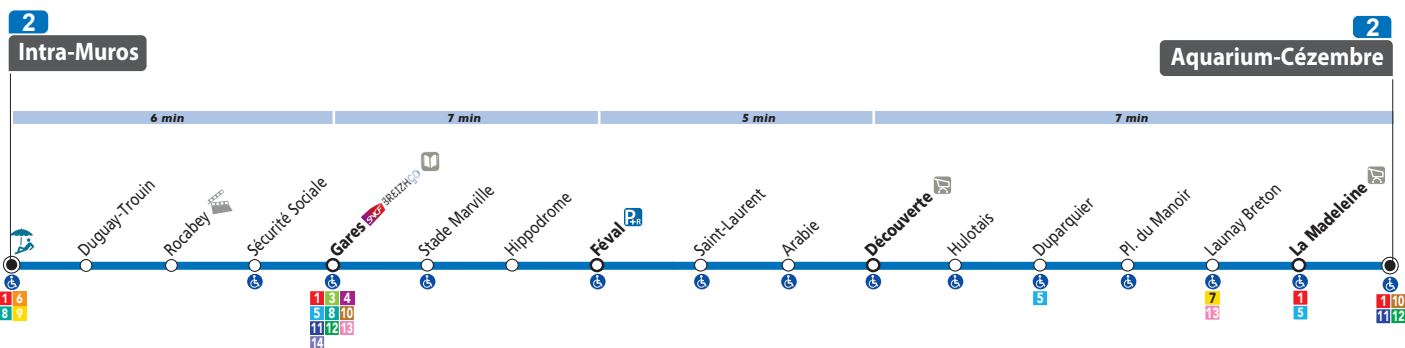 2
Intra-Muros
2
Aquarium-Cézembre
6 min
7 min
5 min
7 min
Duguay-Trouin
Rocabey
Sécurité Sociale
Gares SNCF BREIZHGO
Stade Marville
Hippodrome
Féval P+R
Saint-Laurent
Arabie
Découverte
Hulotais
Duparquier
Pl. du Manoir
Launay Breton
La Madeleine
1 6
8 9
1 3 4
5 8 10
11 12 13
14
5
7
13
1
5
1 10
11 12